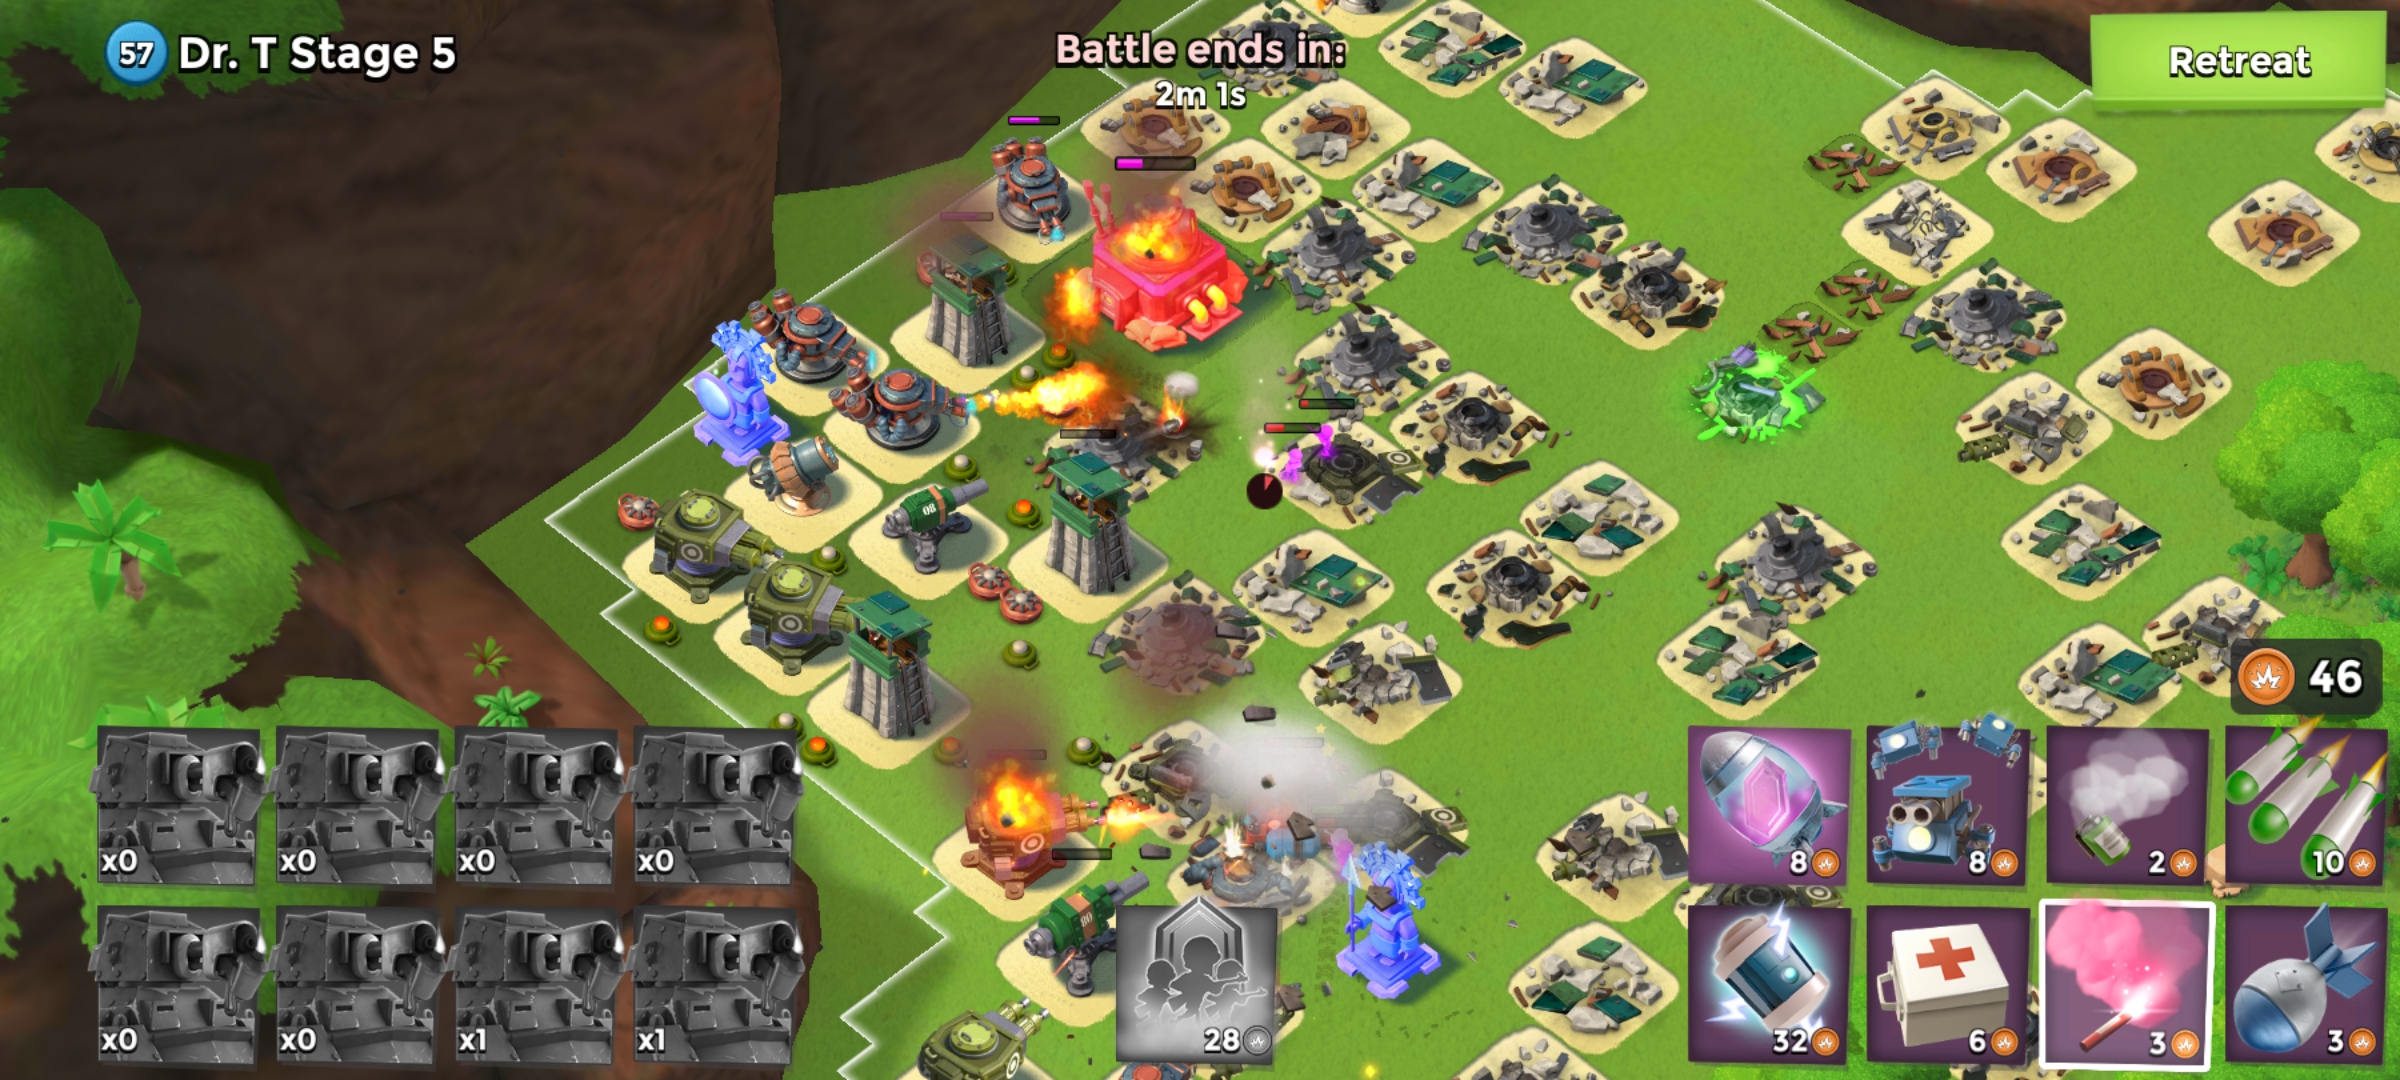 57 Dr. T Stage 5
Battle ends in:
2m 1s
Retreat
08
46
x0 x0 x0 x0
8 8 2 10
x0 x0 x1 x1
28
32 6 3 3